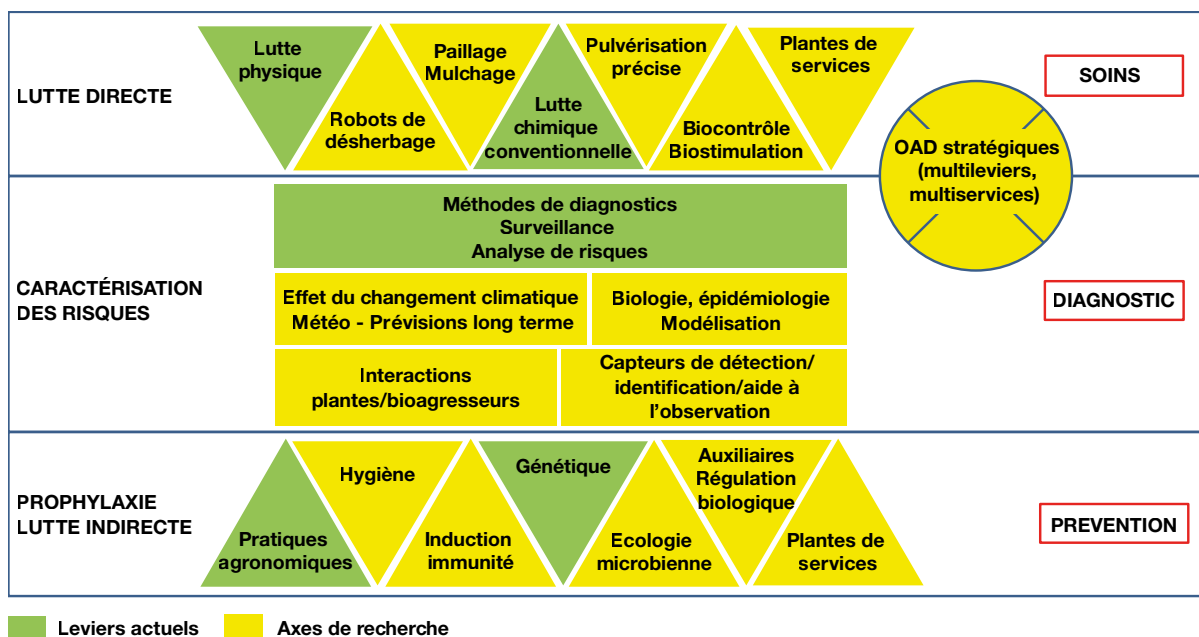 LUTTE DIRECTE
Lutte
physique
Robots de
désherbage
Paillage
Mulchage
Lutte
chimique
conventionnelle
Pulvérisation
précise
Biocontrôle
Biostimulation
Plantes de
services
SOINS
OAD stratégiques
(multileviers,
multiservices)
CARACTÉRISATION
DES RISQUES
Méthodes de diagnostics
Surveillance
Analyse de risques
Effet du changement climatique
Météo - Prévisions long terme
Biologie, épidémiologie
Modélisation
Interactions
plantes/bioagresseurs
Capteurs de détection/
identification/aide à
l’observation
DIAGNOSTIC
PROPHYLAXIE
LUTTE INDIRECTE
Pratiques
agronomiques
Hygiène
Induction
immunité
Génétique
Ecologie
microbienne
Auxiliaires
Régulation
biologique
Plantes de
services
PREVENTION
Leviers actuels
Axes de recherche